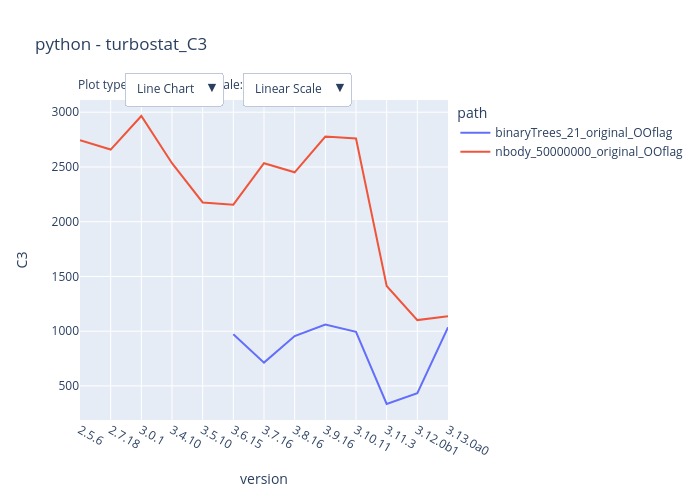 python - turbostat_C3
Plot type
Line Chart ▼
ale:
Linear Scale ▼
path
binaryTrees_21_original_OOflag
nbody_50000000_original_OOflag
C3
3000
2500
2000
1500
1000
500
2.5.6
2.7.18
3.0.1
3.4.10
3.5.10
3.6.15
3.7.16
3.8.16
3.9.16
3.10.11
3.11.3
3.12.0b1
3.13.0a0
version